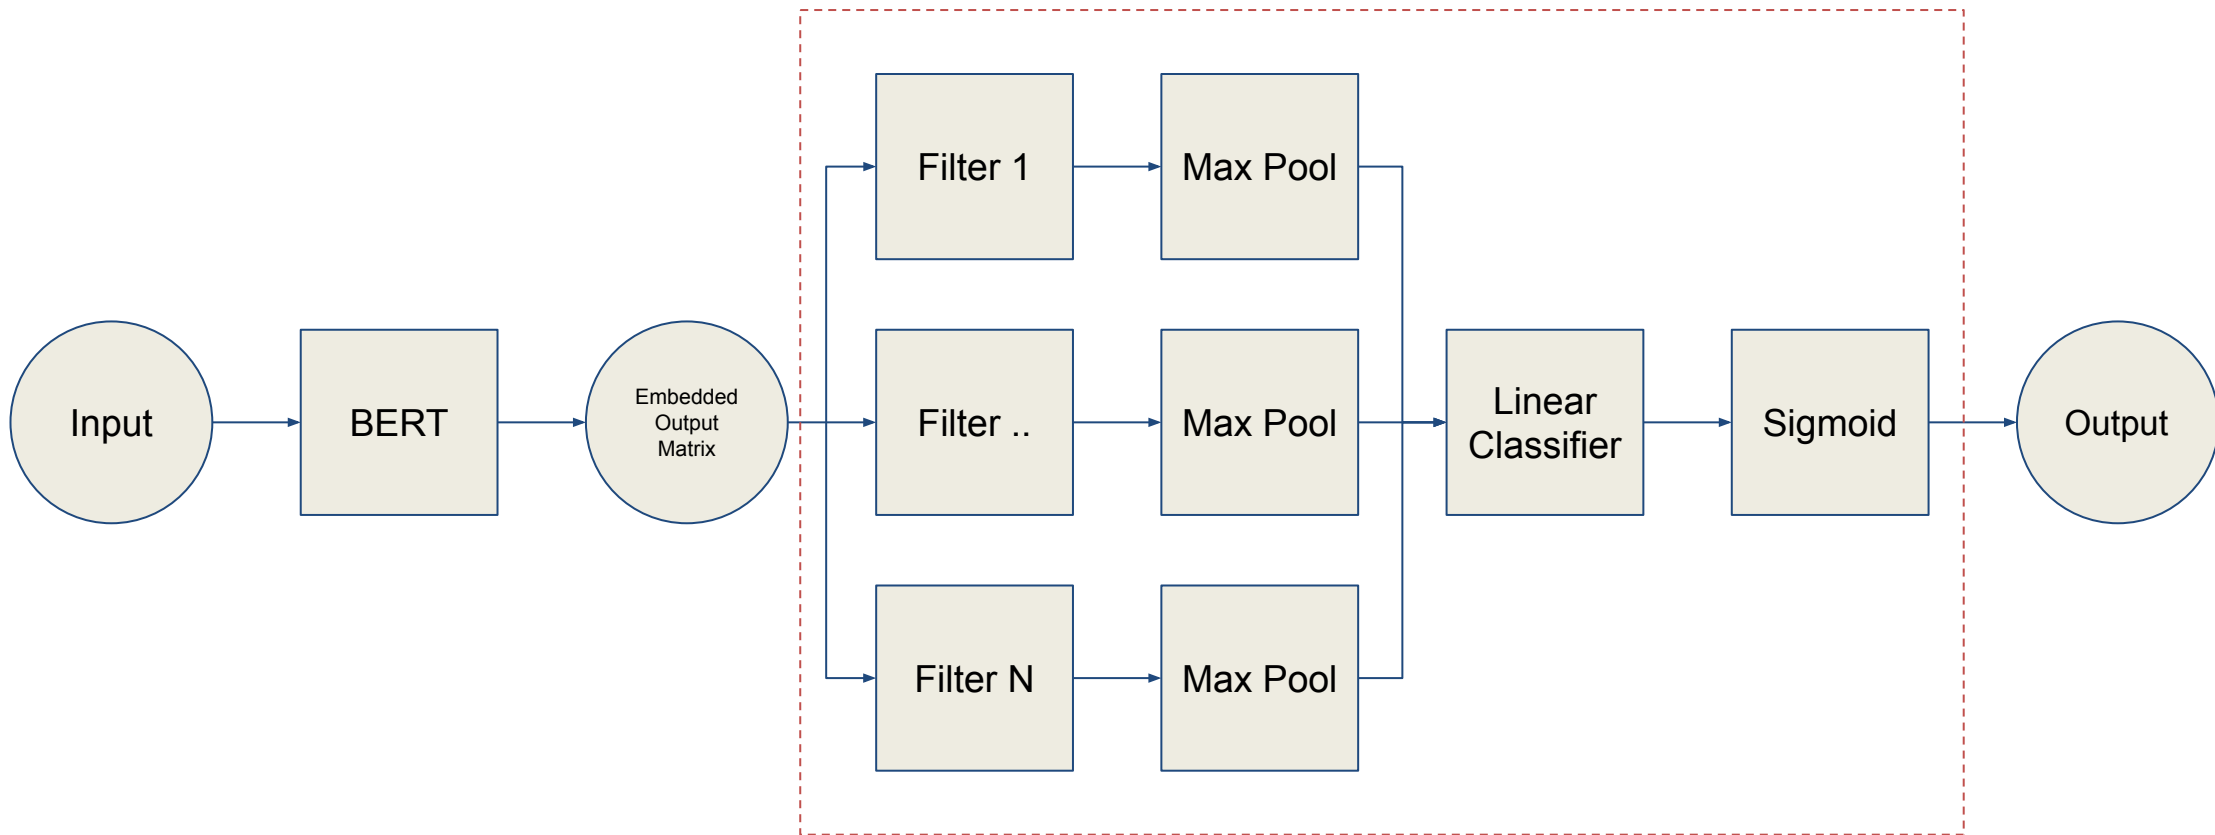 Input
BERT
Embedded
Output
Matrix
Filter 1
Max Pool
Filter ..
Max Pool
Filter N
Max Pool
Linear
Classifier
Sigmoid
Output